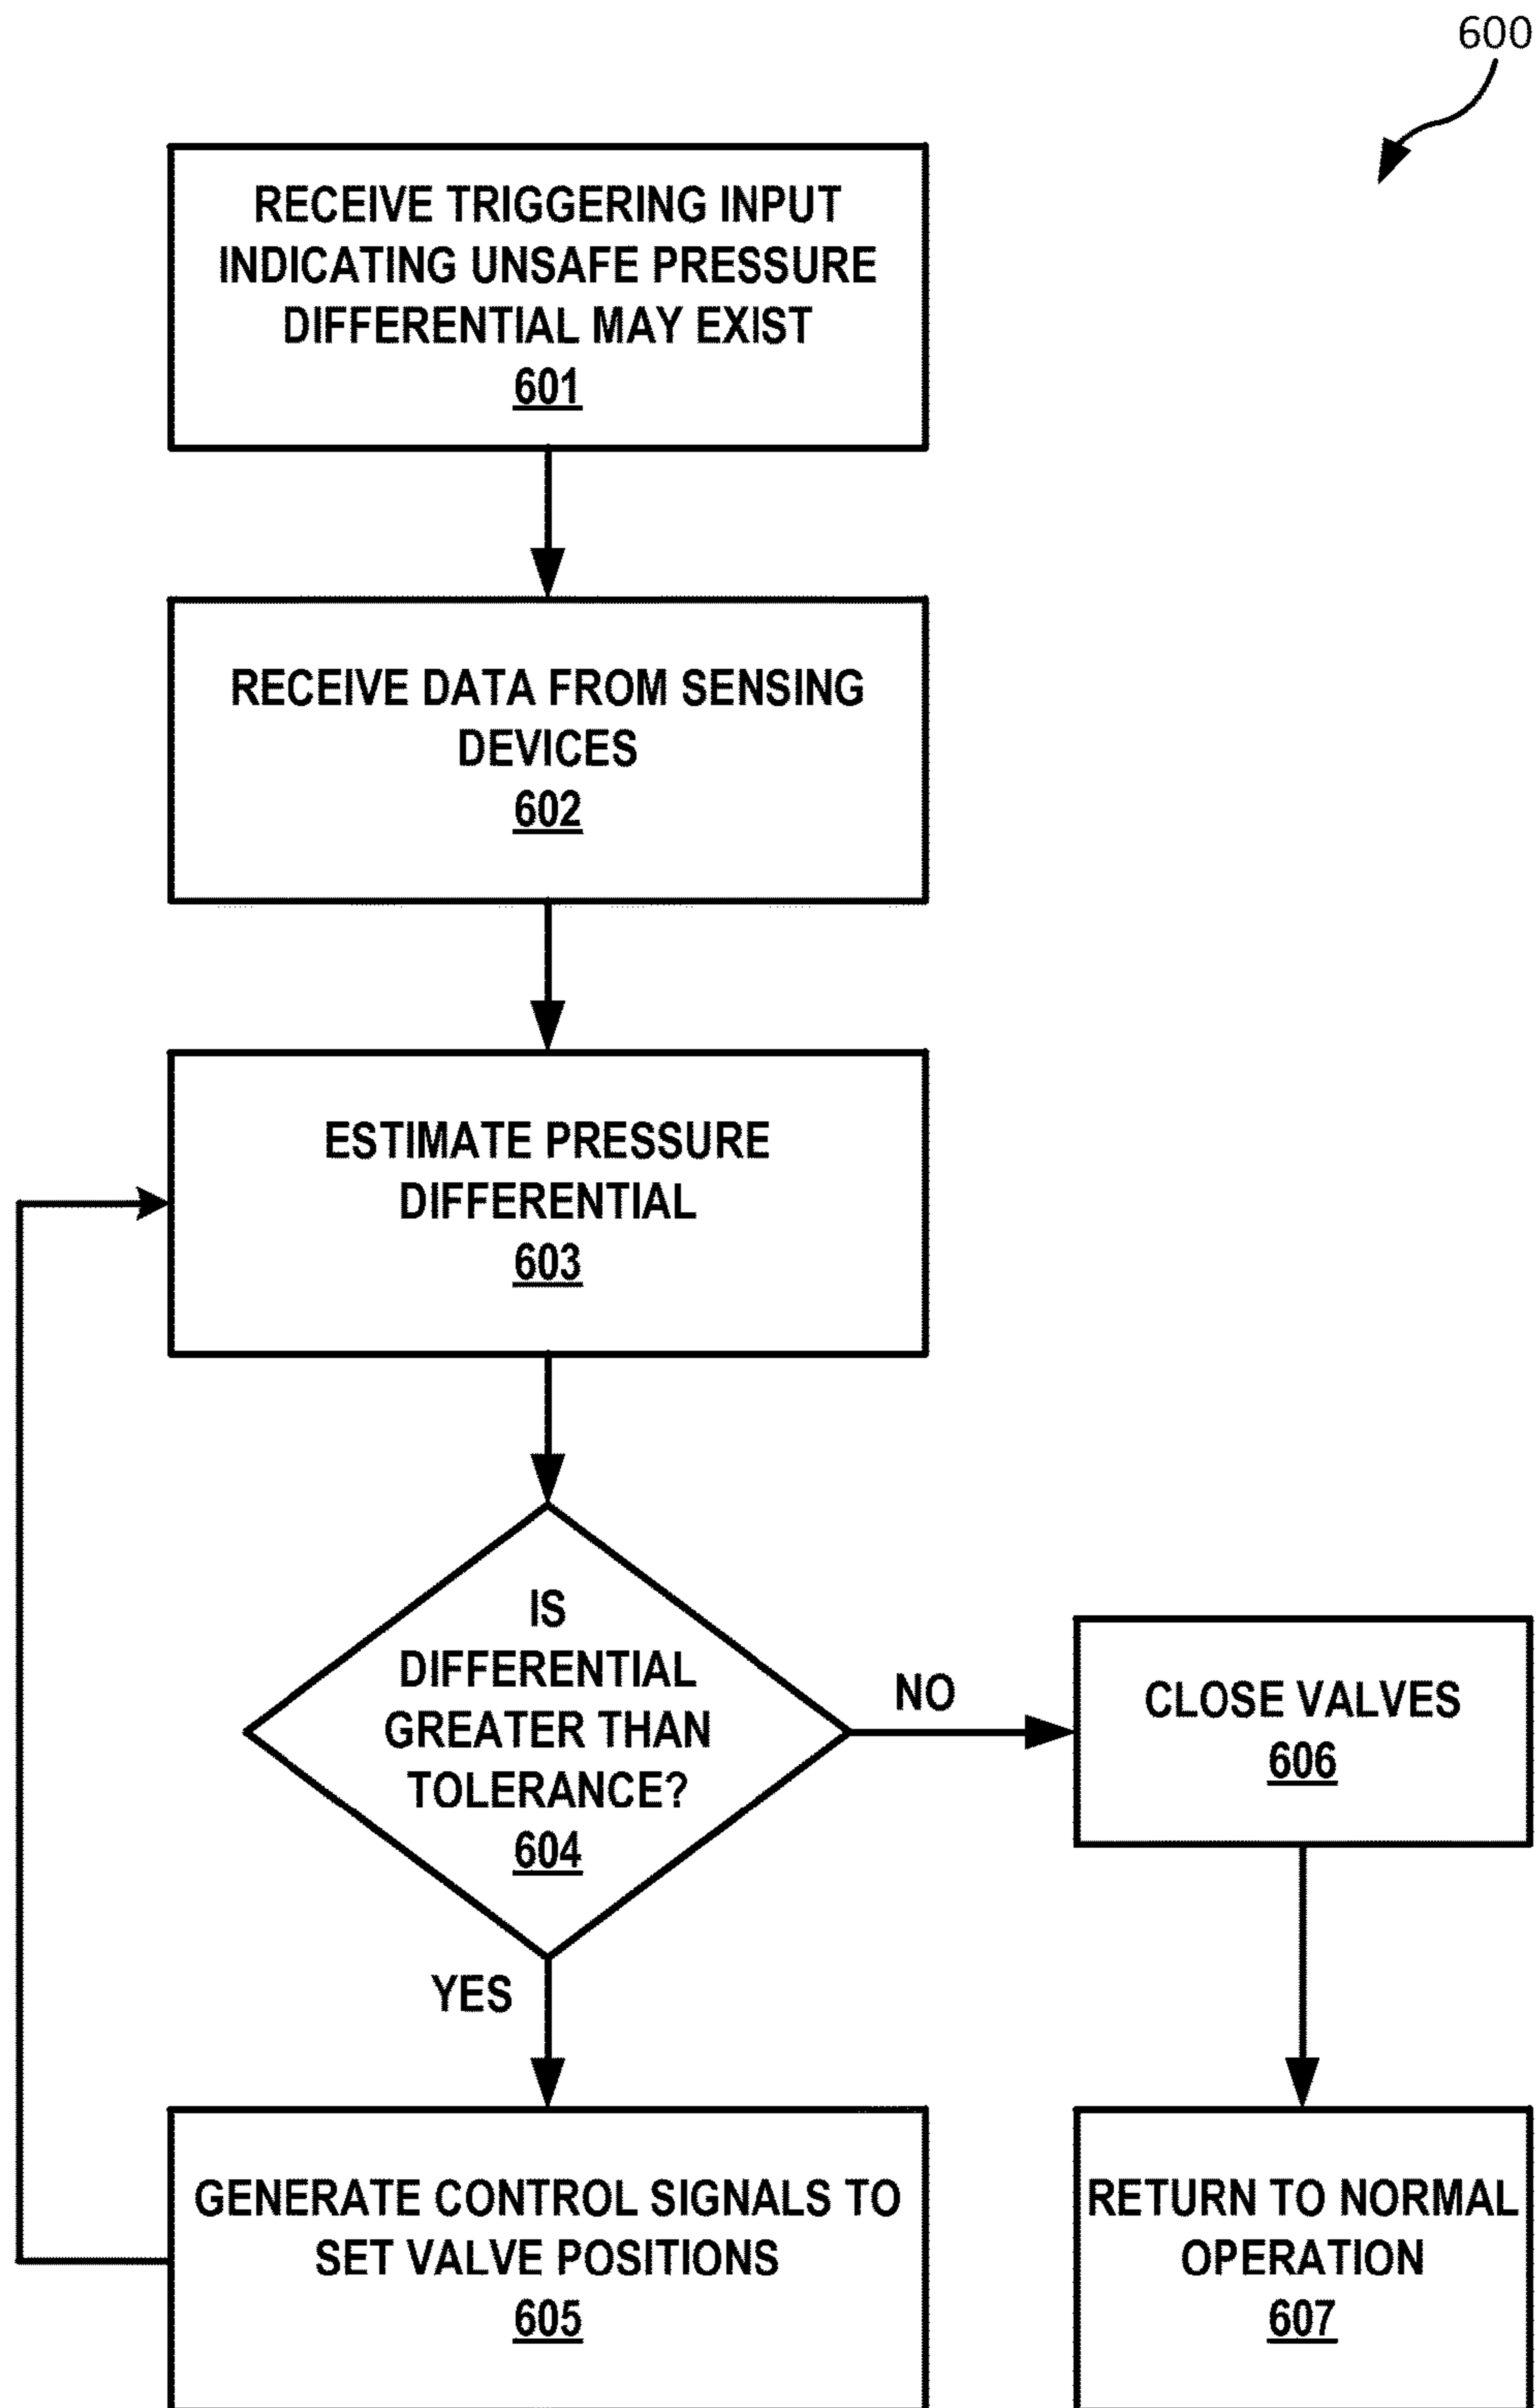 600
RECEIVE TRIGGERING INPUT
INDICATING UNSAFE PRESSURE
DIFFERENTIAL MAY EXIST
601
RECEIVE DATA FROM SENSING
DEVICES
602
ESTIMATE PRESSURE
DIFFERENTIAL
603
IS
DIFFERENTIAL
GREATER THAN
TOLERANCE?
604
NO
CLOSE VALVES
606
YES
GENERATE CONTROL SIGNALS TO
SET VALVE POSITIONS
605
RETURN TO NORMAL
OPERATION
607